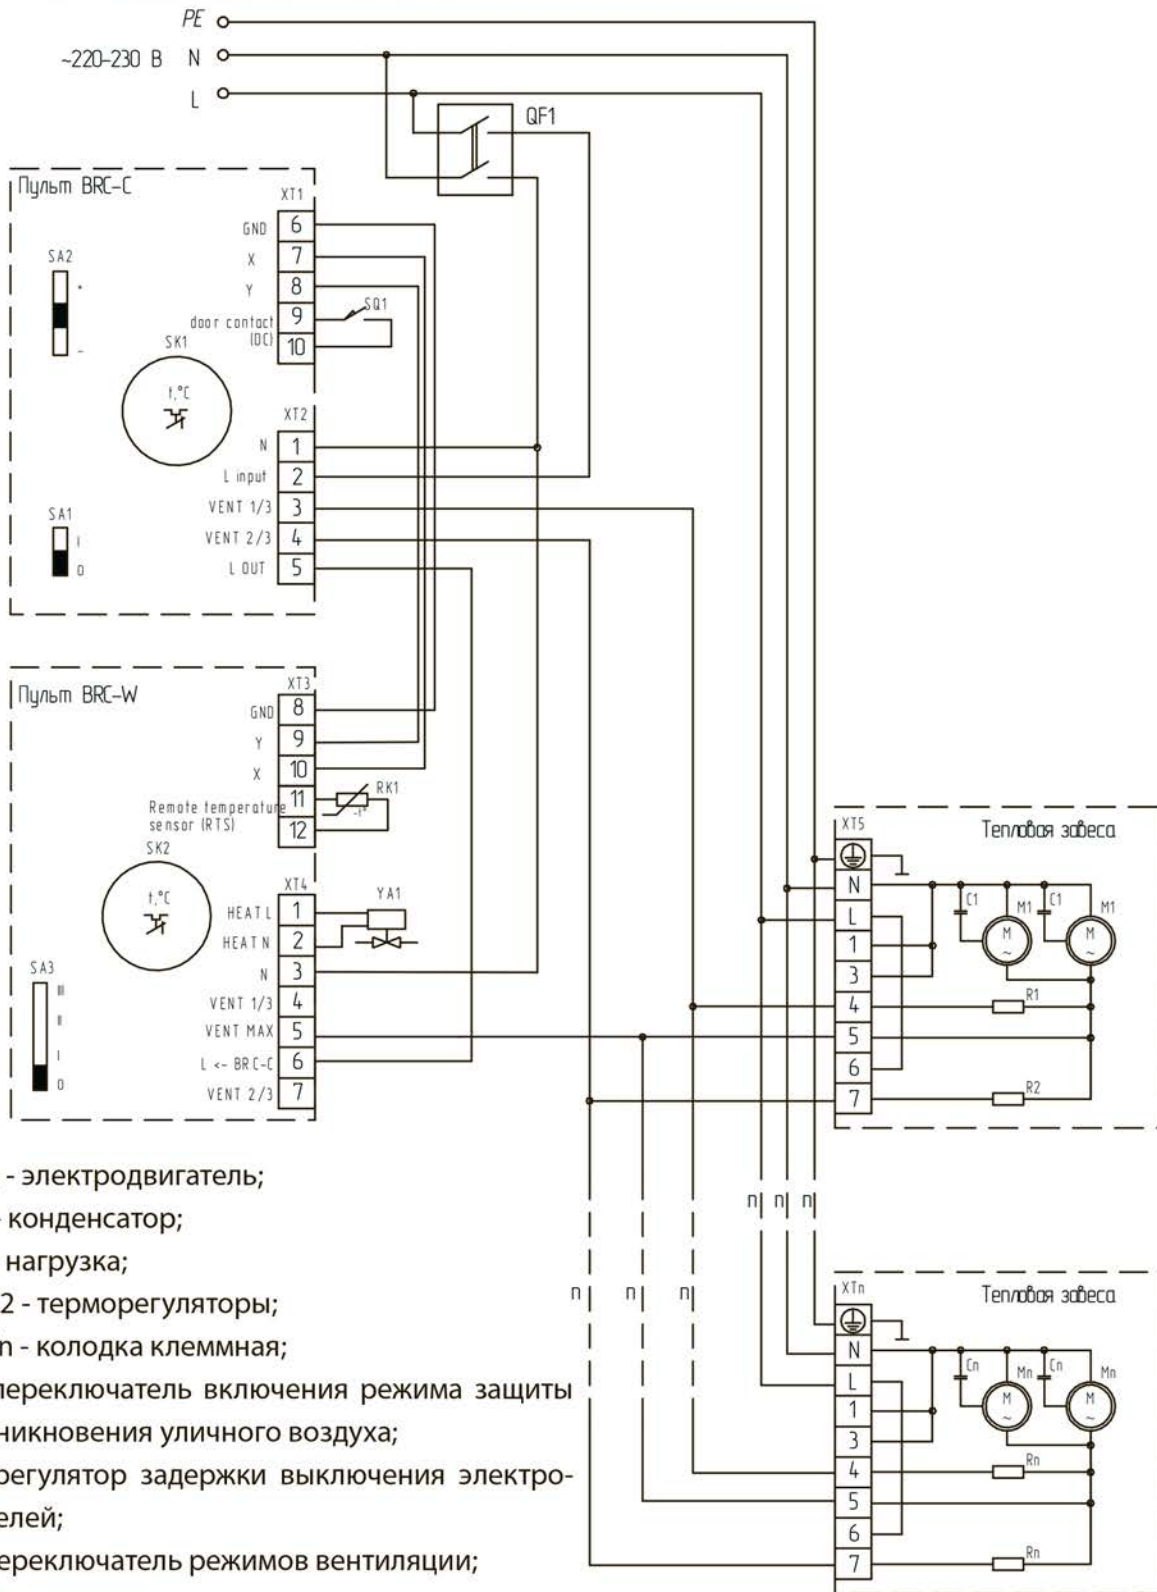 PE
~220-230 В N
L
QF1
Пульт BRC-C
XT1
SA2
+
-
GND 6
X 7
Y 8
door contact (DC) 9
10
SQ1
SK1
t,°C
XT2
N 1
L input 2
VENT 1/3 3
VENT 2/3 4
L OUT 5
SA1
I
0
Пульт BRC-W
XT3
GND 8
Y 9
X 10
Remote temperature 11
sensor (RTS) 12
RK1
-t°
SK2
t,°C
XT4
HEAT L 1
HEAT N 2
N 3
VENT 1/3 4
VENT MAX 5
L <- BRC-C 6
VENT 2/3 7
YA1
SA3
III
II
I
0
XT5
Тепловая завеса
N
L
1
3
4
5
6
7
C1
M1
C1
M1
M
~
M
~
R1
R2
п п п
п п п
XTn
Тепловая завеса
N
L
1
3
4
5
6
7
Cn
Mn
Cn
Mn
M
~
M
~
Rn
Rn
- электродвигатель;
- конденсатор;
нагрузка;
2 - терморегуляторы;
n - колодка клеммная;
переключатель включения режима защиты
никновения уличного воздуха;
регулятор задержки выключения электро-
елей;
ереключатель режимов вентиляции;